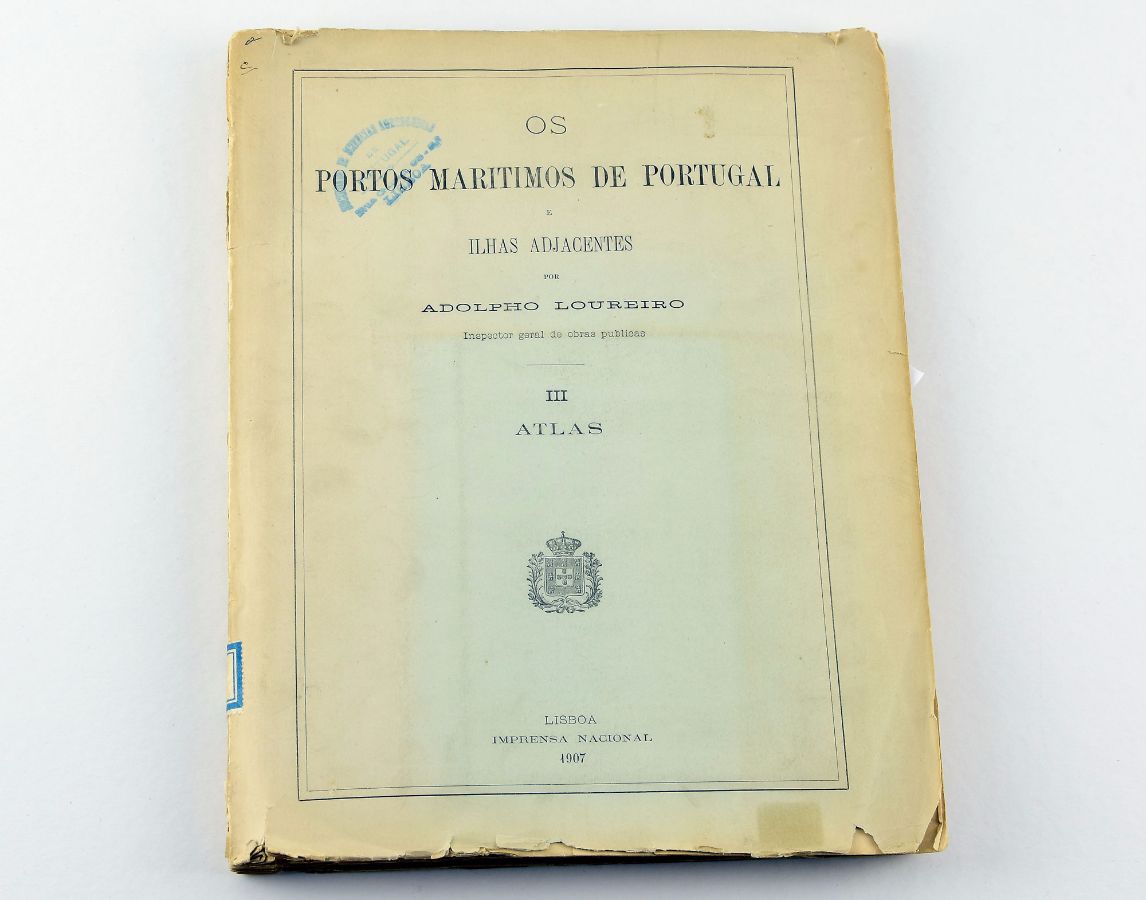 OS
PORTOS MARITIMOS DE PORTUGAL
E
ILHAS ADJACENTES
POR
ADOLPHO LOUREIRO
Inspector geral de obras publicas
III
ATLAS
LISBOA
IMPRENSA NACIONAL
1907
LISBOA